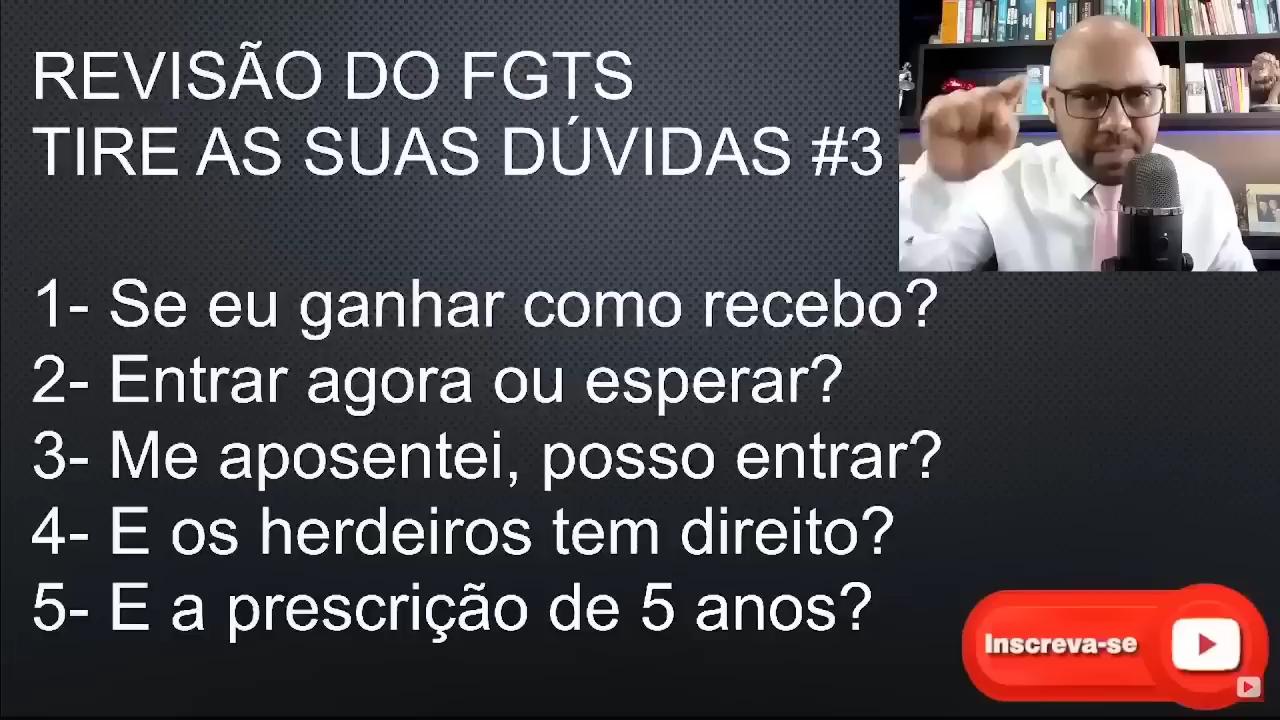 REVISÃO DO FGTS
TIRE AS SUAS DÚVIDAS #3
1- Se eu ganhar como recebo?
2- Entrar agora ou esperar?
3- Me aposentei, posso entrar?
4- E os herdeiros tem direito?
5- E a prescrição de 5 anos?
Inscreva-se